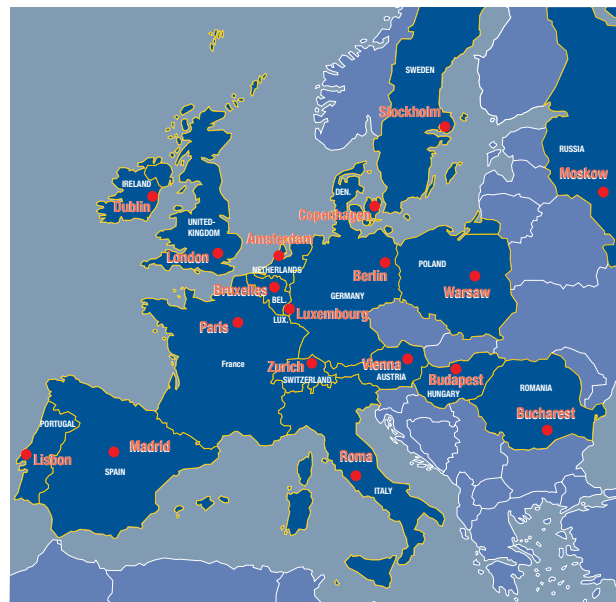 SWEDEN
Stockholm
RUSSIA
Moskow
IRELAND
Dublin
DEN.
Copenhagen
UNITED-
KINGDOM
London
Amsterdam
NETHERLANDS
Berlin
POLAND
Warsaw
Bruxelles
BEL.
GERMANY
LUX.
Luxembourg
Paris
France
Zurich
SWITZERLAND
Vienna
AUSTRIA
Budapest
HUNGARY
ROMANIA
Bucharest
PORTUGAL
Lisbon
Madrid
SPAIN
Roma
ITALY